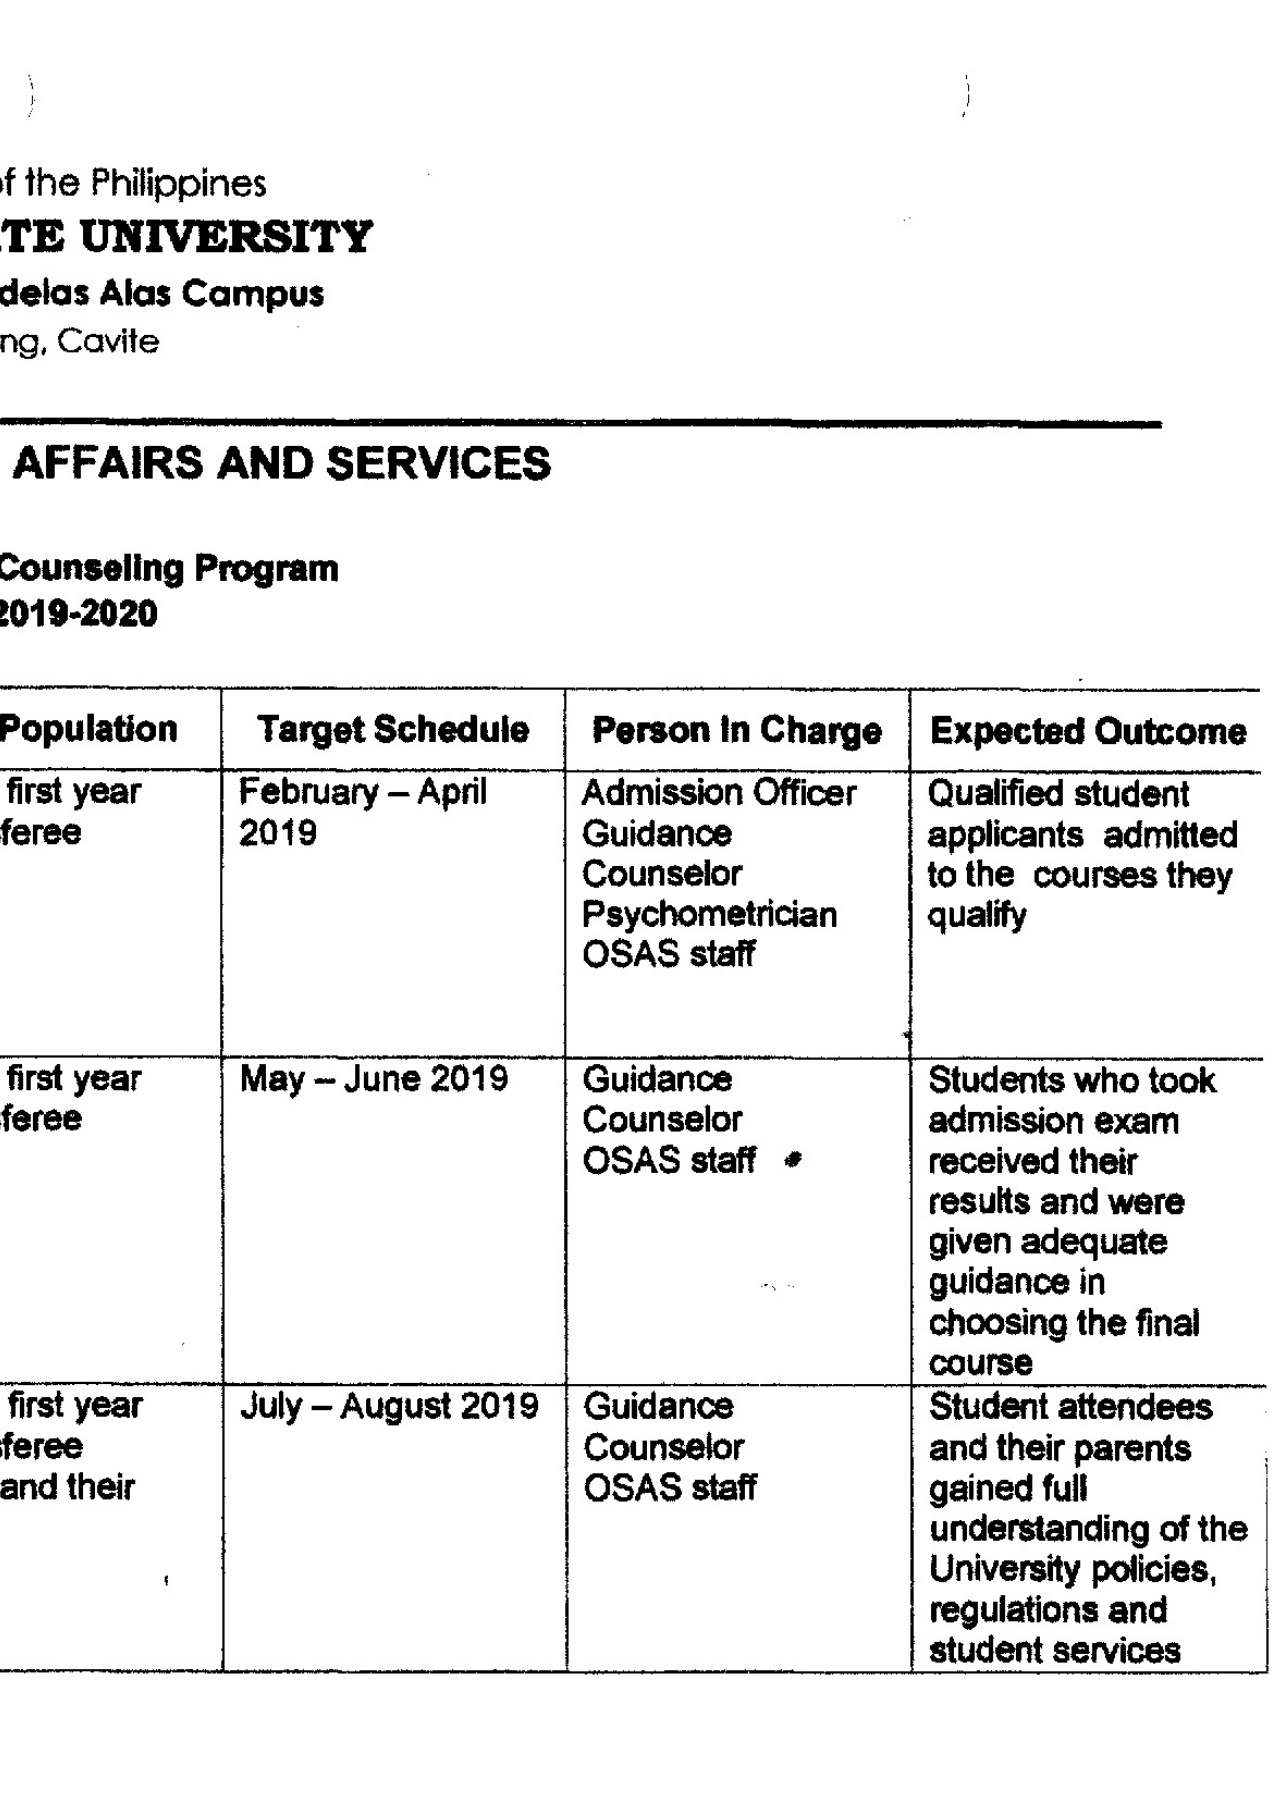 of the Philippines
TE UNIVERSITY
delas Alas Campus
ng, Cavite
AFFAIRS AND SERVICES
Counseling Program
2019-2020
Population
Target Schedule
Person In Charge
Expected Outcome
first year
feree
February – April
2019
Admission Officer
Guidance
Counselor
Psychometrician
OSAS staff
Qualified student
applicants admitted
to the courses they
qualify
first year
feree
May – June 2019
Guidance
Counselor
OSAS staff
Students who took
admission exam
received their
results and were
given adequate
guidance in
choosing the final
course
first year
feree
and their
July – August 2019
Guidance
Counselor
OSAS staff
Student attendees
and their parents
gained full
understanding of the
University policies,
regulations and
student services